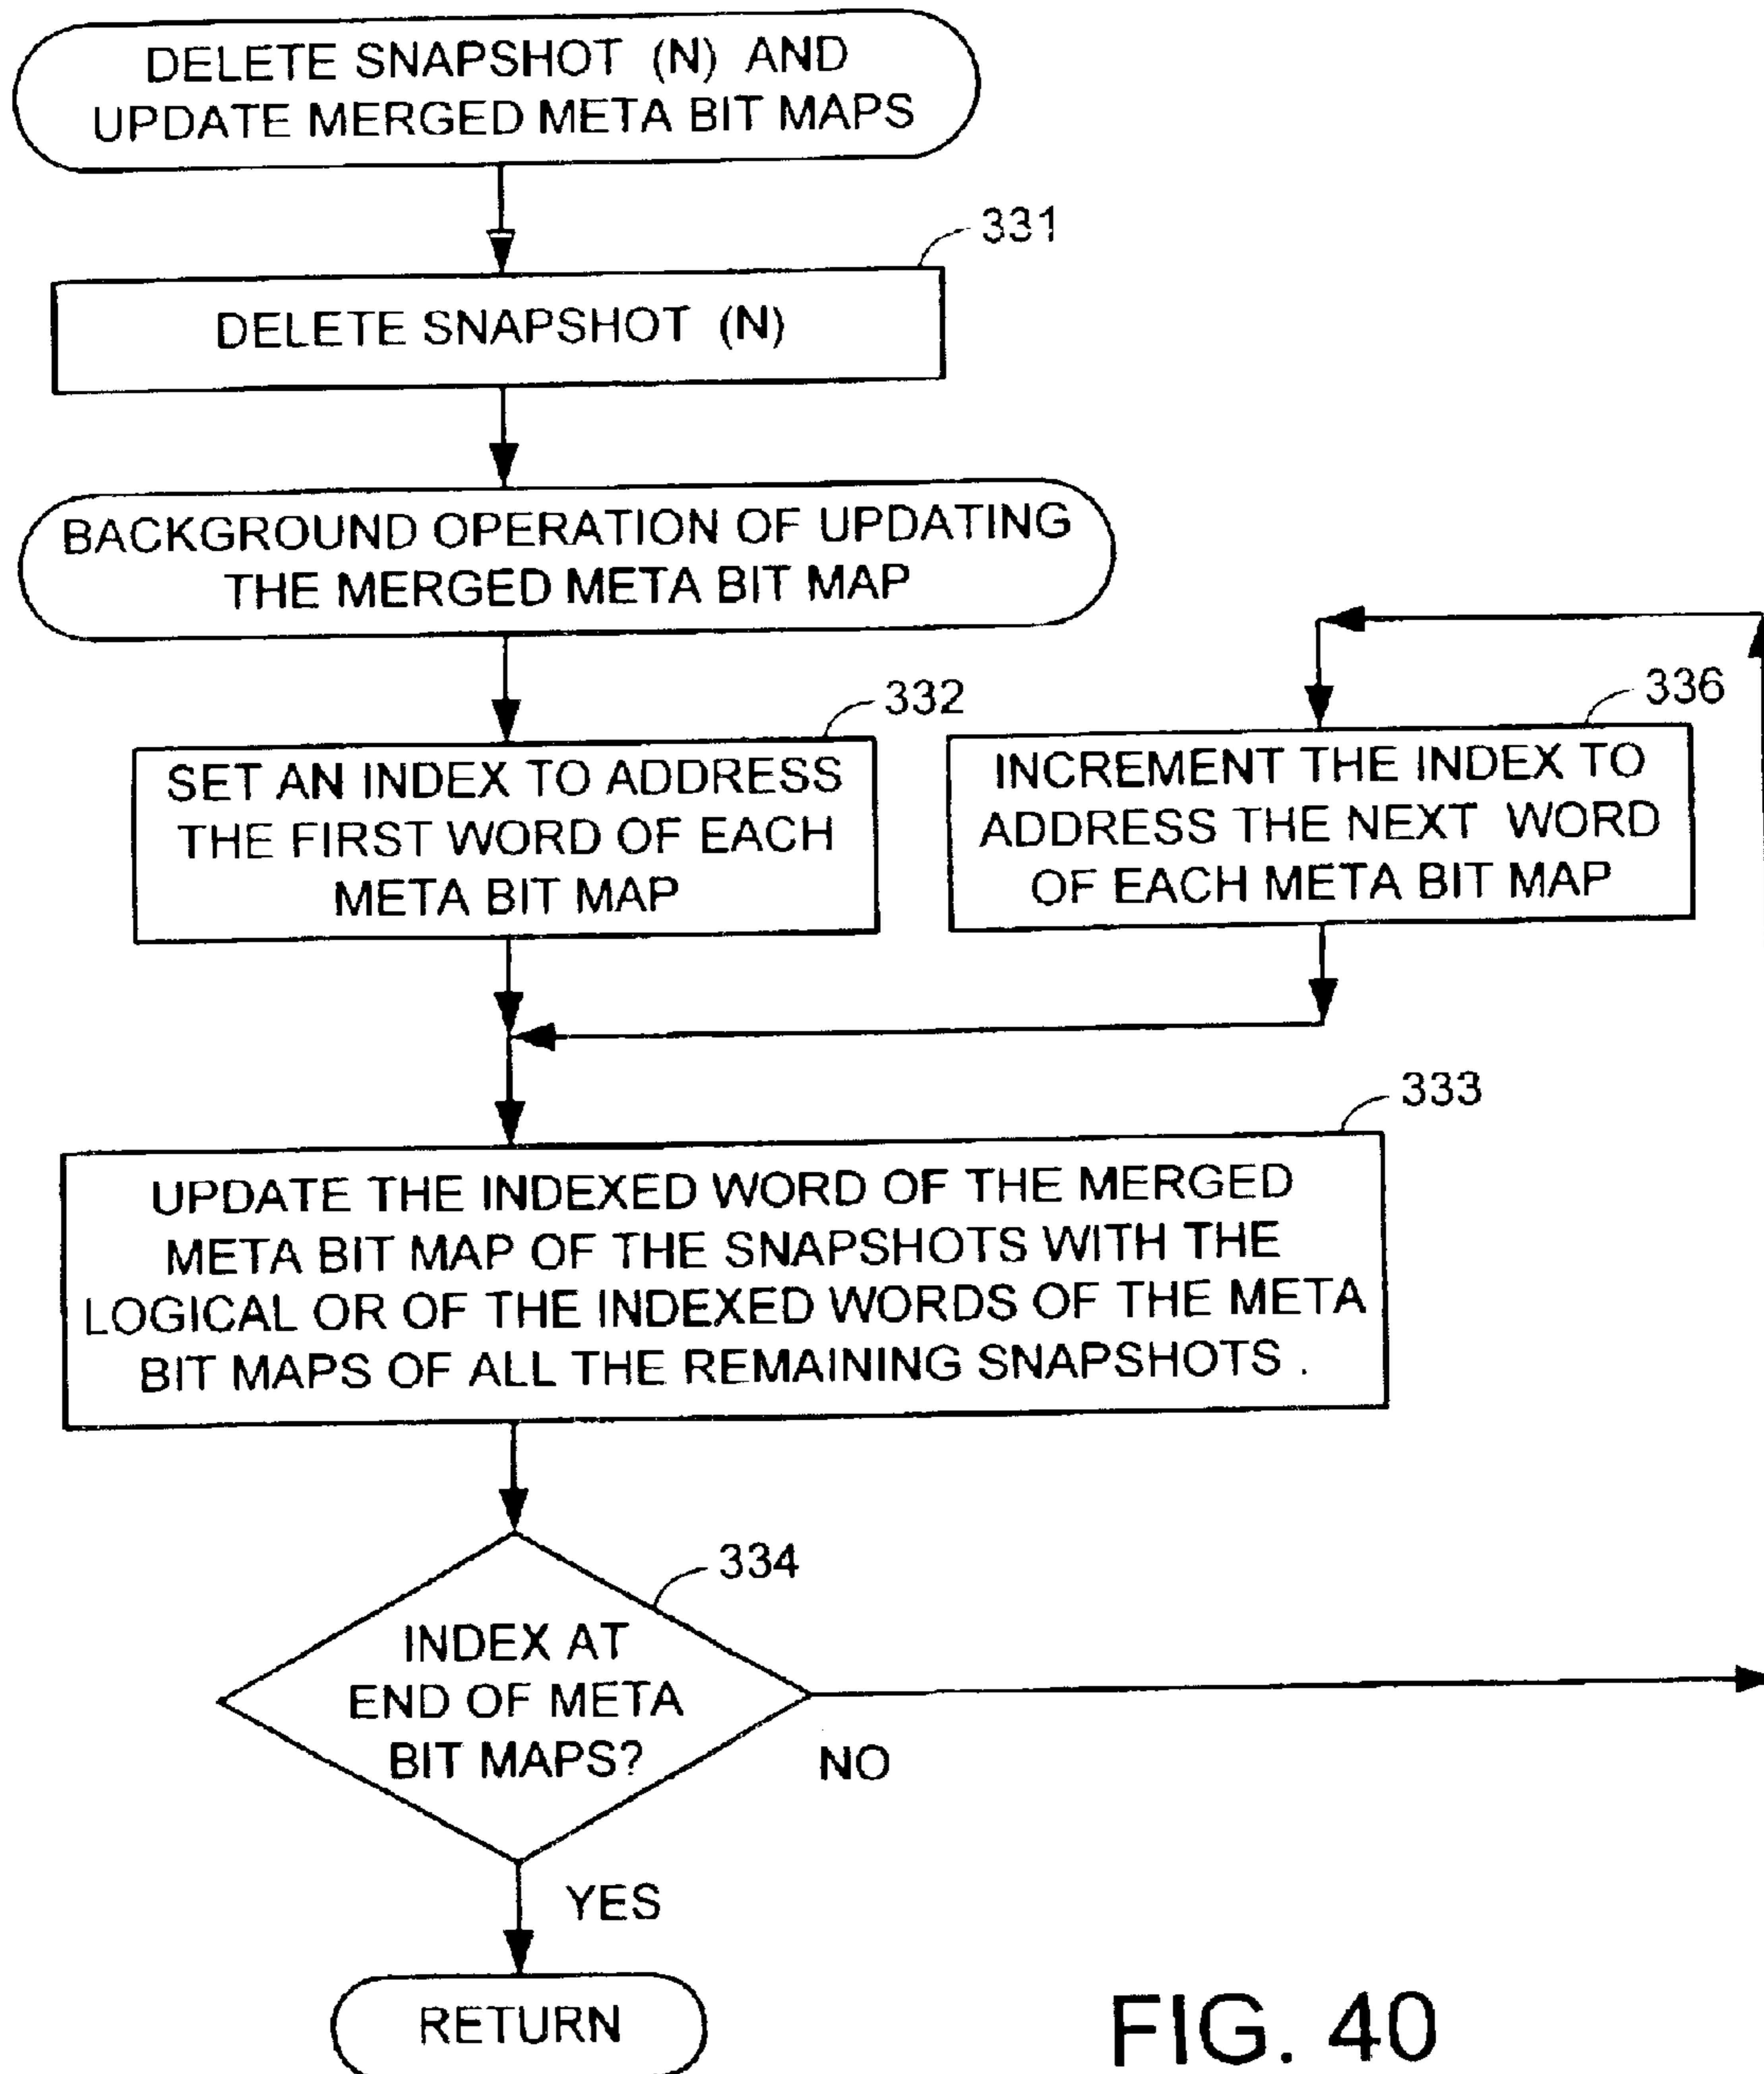 DELETE SNAPSHOT (N) AND
UPDATE MERGED META BIT MAPS
331
DELETE SNAPSHOT (N)
BACKGROUND OPERATION OF UPDATING
THE MERGED META BIT MAP
332
SET AN INDEX TO ADDRESS
THE FIRST WORD OF EACH
META BIT MAP
336
INCREMENT THE INDEX TO
ADDRESS THE NEXT WORD
OF EACH META BIT MAP
333
UPDATE THE INDEXED WORD OF THE MERGED
META BIT MAP OF THE SNAPSHOTS WITH THE
LOGICAL OR OF THE INDEXED WORDS OF THE META
BIT MAPS OF ALL THE REMAINING SNAPSHOTS .
334
INDEX AT
END OF META
BIT MAPS?
NO
YES
RETURN
FIG. 40